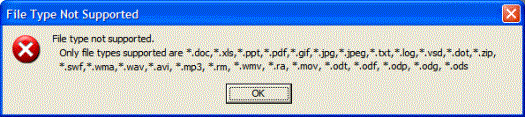 File Type Not Supported
File type not supported.
Only file types supported are *.doc,*.xls,*.ppt,*.pdf,*.gif,*.jpg,*.jpeg,*.txt,*.log,*.vsd,*.dot,*.zip,
*.swf,*.wma,*.wav,*.avi, *.mp3, *.rm, *.wmv, *.ra, *.mov, *.odt, *.odf, *.odp, *.odg, *.ods
OK